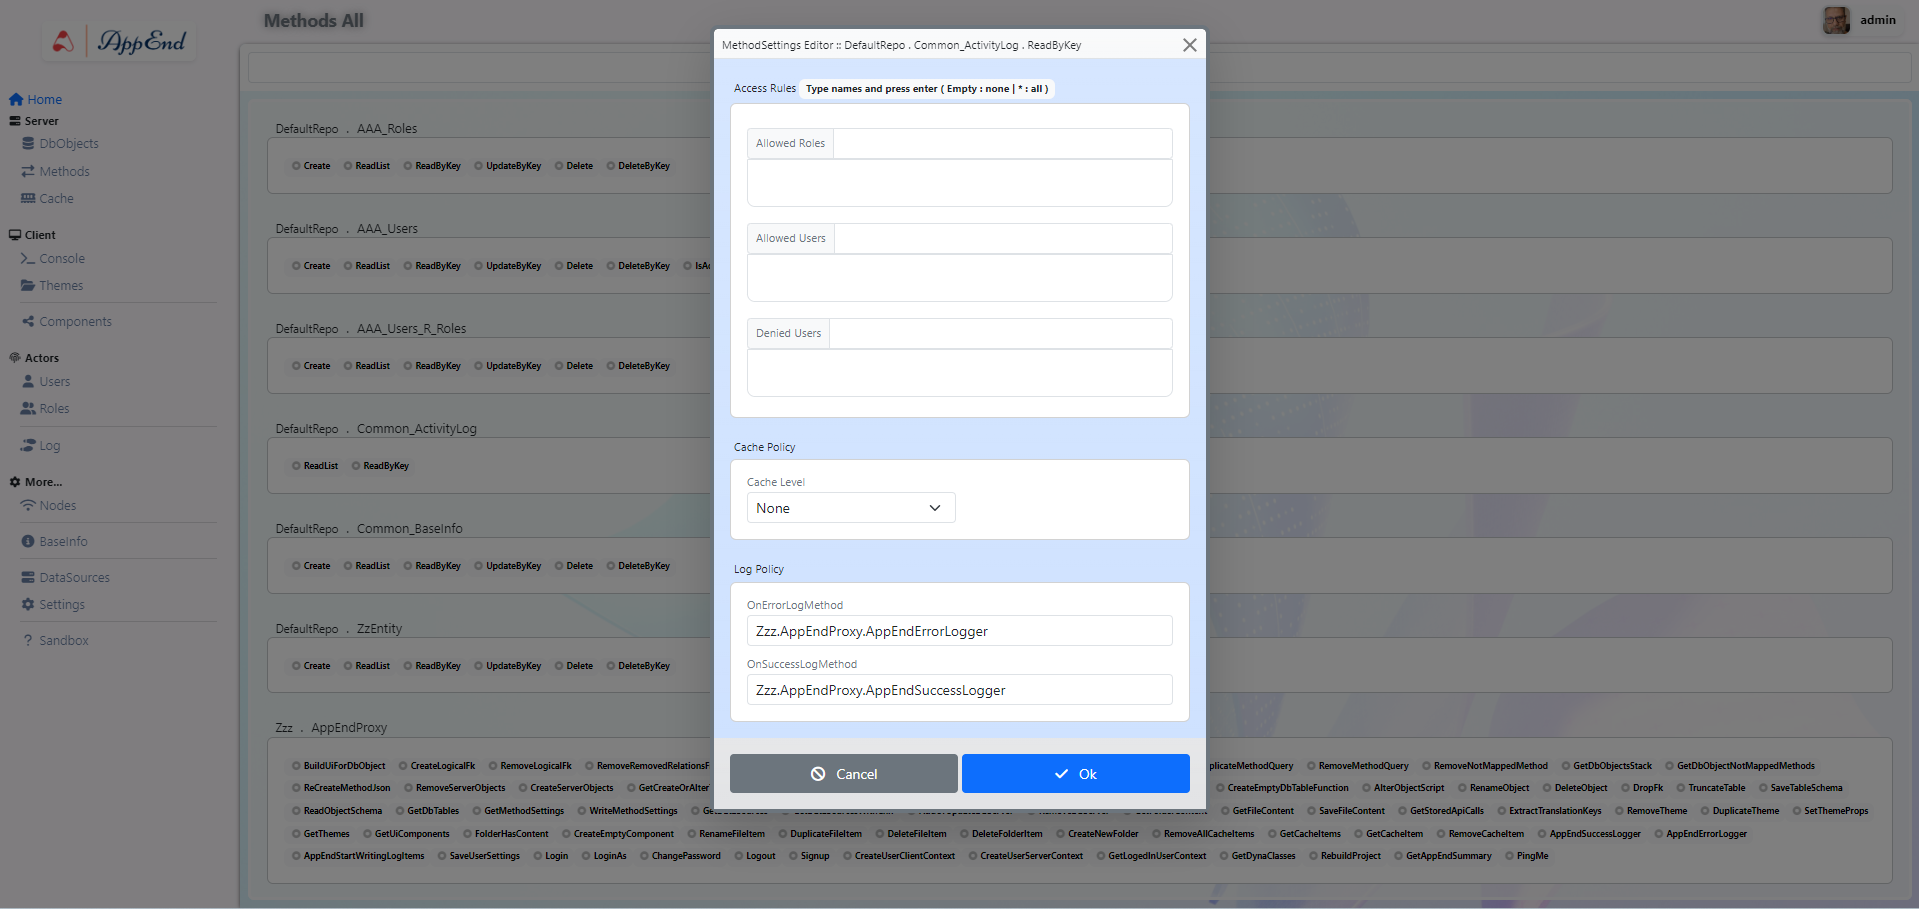 AppEnd
Methods All
admin
Home
Server
DbObjects
Methods
Cache
Client
Console
Themes
Components
Actors
Users
Roles
Log
More...
Nodes
BaseInfo
DataSources
Settings
Sandbox
DefaultRepo . AAA_Roles
Create ReadList ReadByKey UpdateByKey Delete DeleteByKey
DefaultRepo . AAA_Users
Create ReadList ReadByKey UpdateByKey Delete DeleteByKey
DefaultRepo . AAA_Users_R_Roles
Create ReadList ReadByKey UpdateByKey Delete DeleteByKey
DefaultRepo . Common_ActivityLog
ReadList ReadByKey
DefaultRepo . Common_BaseInfo
Create ReadList ReadByKey UpdateByKey Delete DeleteByKey
DefaultRepo . ZzEntity
Create ReadList ReadByKey UpdateByKey Delete DeleteByKey
Zzz . AppEndProxy
BuildUiForDbObject CreateLogicalFk RemoveLogicalFk RemoveRemovedRelationsF plicateMethodQuery RemoveMethodQuery RemoveNotMappedMethod GetDbObjectsStack GetDbObjectNotMappedMethods
ReCreateMethodJson RemoveServerObjects CreateServerObjects GetCreateOrAlter CreateEmptyDbTableFunction AlterObjectScript RenameObject DeleteObject DropFk TruncateTable SaveTableSchema
ReadObjectSchema GetDbTables GetMethodSettings WriteMethodSettings GetFileContent SaveFileContent GetStoredApiCalls ExtractTranslationKeys RemoveTheme DuplicateTheme SetThemeProps
GetThemes GetUiComponents FolderHasContent CreateEmptyComponent RenameFileItem DuplicateFileItem DeleteFileItem DeleteFolderItem CreateNewFolder RemoveAllCacheItems GetCacheItems GetCacheItem RemoveCacheItem AppEndSuccessLogger AppEndErrorLogger
AppEndStartWritingLogItems SaveUserSettings Login LoginAs ChangePassword Logout Signup CreateUserClientContext CreateUserServerContext GetLogedInUserContext GetDynaClasses RebuildProject GetAppEndSummary PingMe
MethodSettings Editor :: DefaultRepo . Common_ActivityLog . ReadByKey
Access Rules Type names and press enter ( Empty : none | * : all )
Allowed Roles
Allowed Users
Denied Users
Cache Policy
Cache Level
None
Log Policy
OnErrorLogMethod
Zzz.AppEndProxy.AppEndErrorLogger
OnSuccessLogMethod
Zzz.AppEndProxy.AppEndSuccessLogger
Cancel
Ok